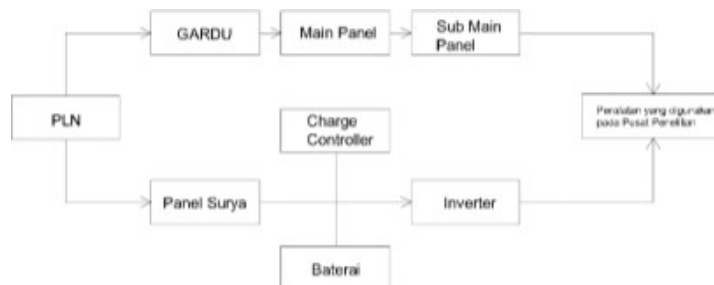 GARDU
Main Panel
Sub Main
Panel
PLN
Charge
Controller
Peralatan yang digunakan
pada Pusat Penelitian
Panel Surya
Inverter
Baterai